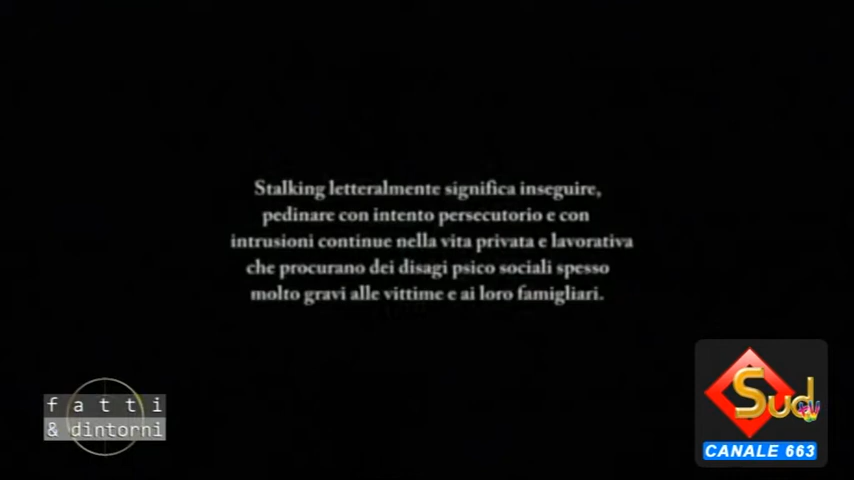 Stalking letteralmente significa inseguire,
pedinare con intento persecutorio e con
intrusioni continue nella vita privata e lavorativa
che procurano dei disagi psico sociali spesso
molto gravi alle vittime e ai loro famigliari.
fatti
& dintorni
Sud
tv
CANALE 663